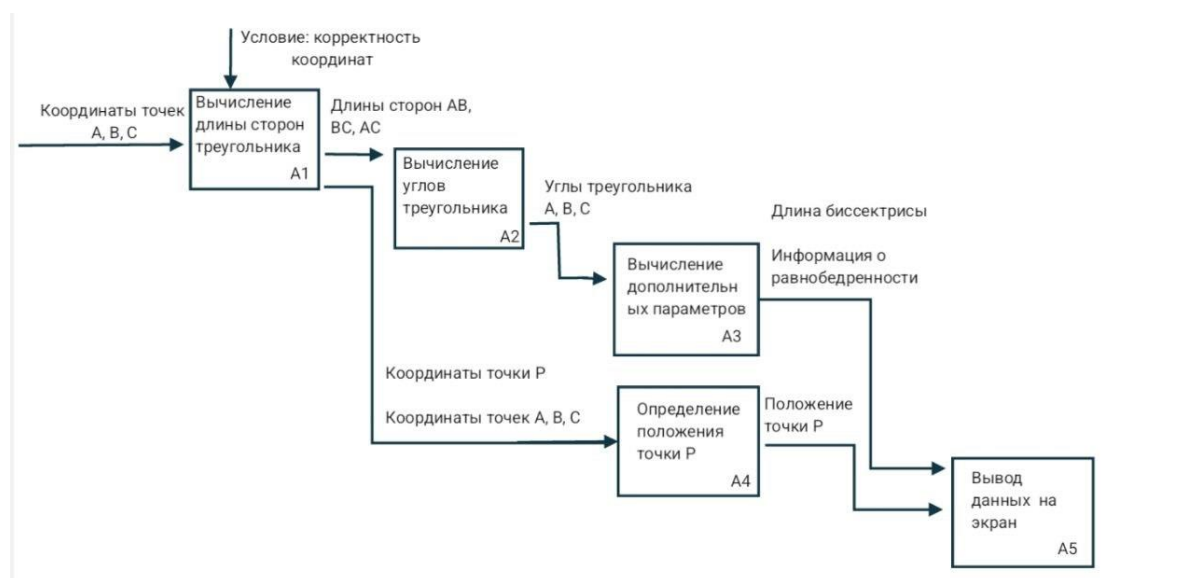 Условие: корректность
координат
Координаты точек
A, B, C
Вычисление
длины сторон
треугольника
A1
Длины сторон AB,
BC, AC
Вычисление
углов
треугольника
A2
Углы треугольника
A, B, C
Вычисление
дополнительн
ых параметров
A3
Длина биссектрисы
Информация о
равнобедренности
Координаты точки P
Координаты точек A, B, C
Определение
положения
точки P
A4
Положение
точки P
Вывод
данных на
экран
A5